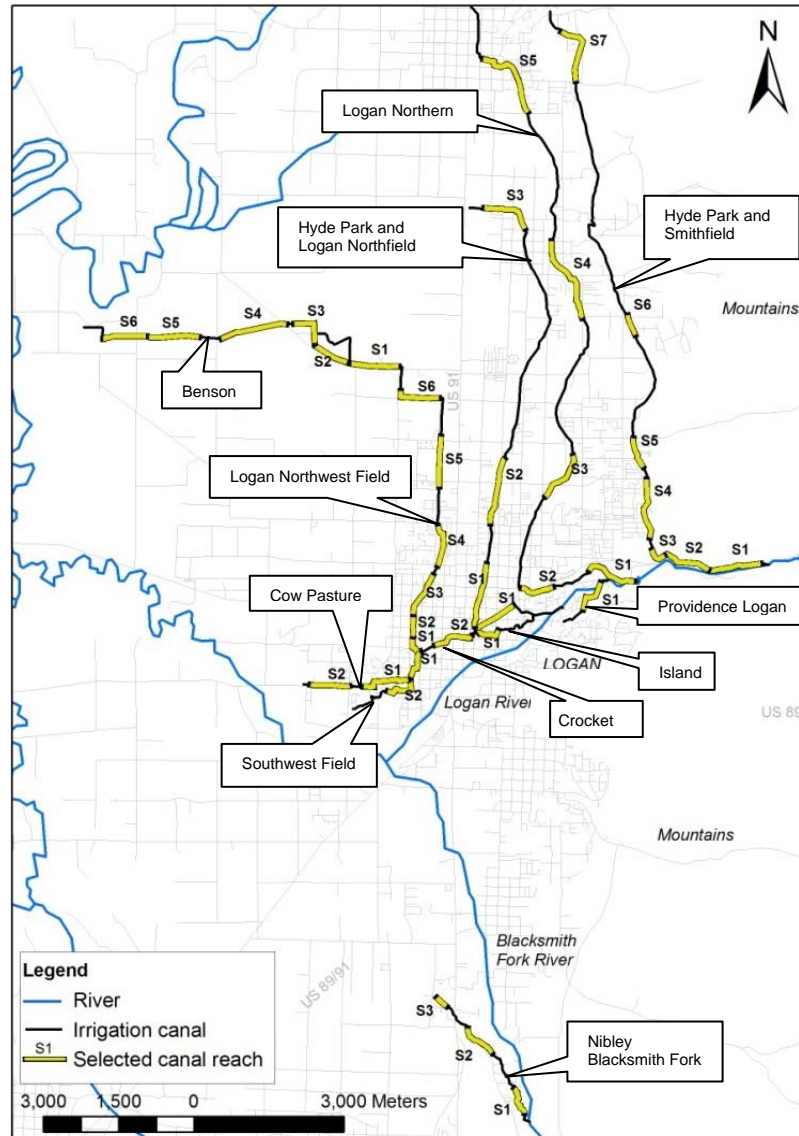 N
S7
S5
Logan Northern
S3
Hyde Park and
Logan Northfield
Hyde Park and
Smithfield
S4
S6
Mountains
S6
S5
S4
S3
S2
S1
S6
US 91
Benson
S5
S4
S5
S3
S2
Logan Northwest Field
S4
S3
S2
S1
S1
S2
S3
S2
S1
Cow Pasture
S2
S1
S1
S2
S1
S1
S1
Providence Logan
LOGAN
Island
S2
S1
S2
Logan River
Crocket
US 89
Southwest Field
Mountains
Blacksmith
Fork River
US 89/91
Legend
River
Irrigation canal
S1
Selected canal reach
S3
S2
Nibley
Blacksmith Fork
S1
3,000 1,500 0 3,000 Meters